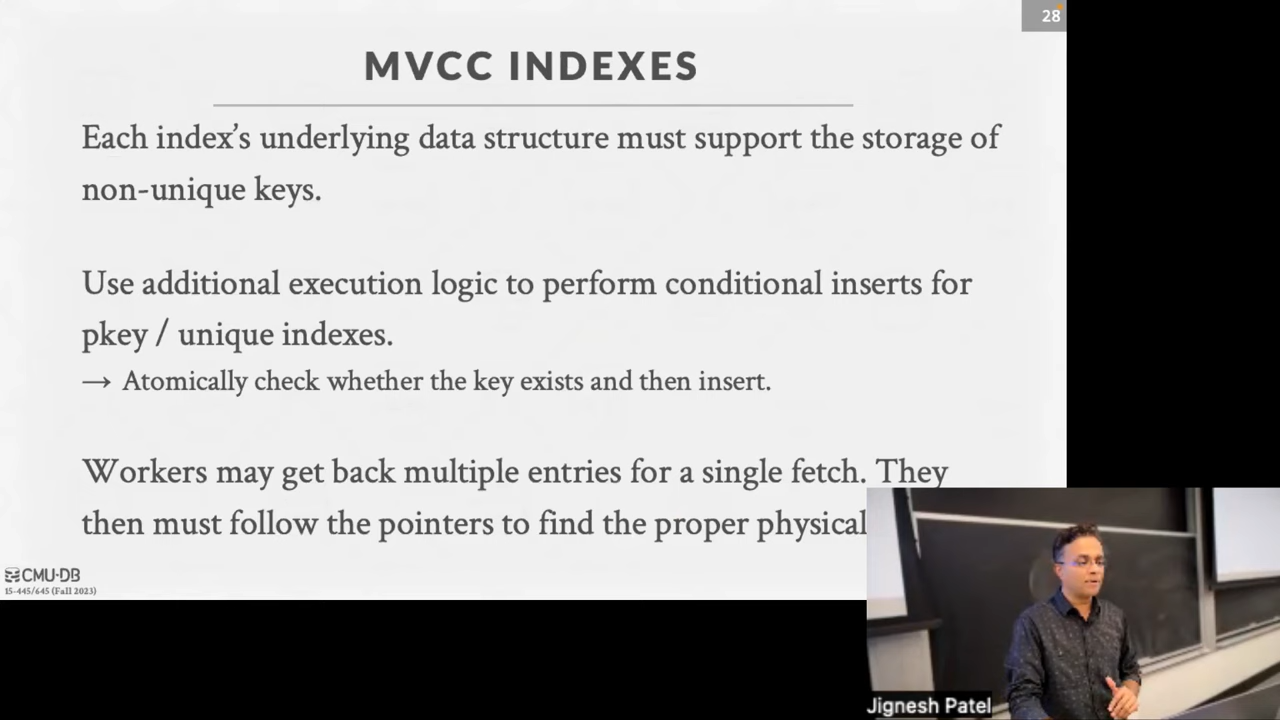 28
MVCC INDEXES
Each index’s underlying data structure must support the storage of
non-unique keys.
Use additional execution logic to perform conditional inserts for
pkey / unique indexes.
→ Atomically check whether the key exists and then insert.
Workers may get back multiple entries for a single fetch. They
then must follow the pointers to find the proper physical
CMU·DB
15-445/645 (Fall 2023)
Jignesh Patel